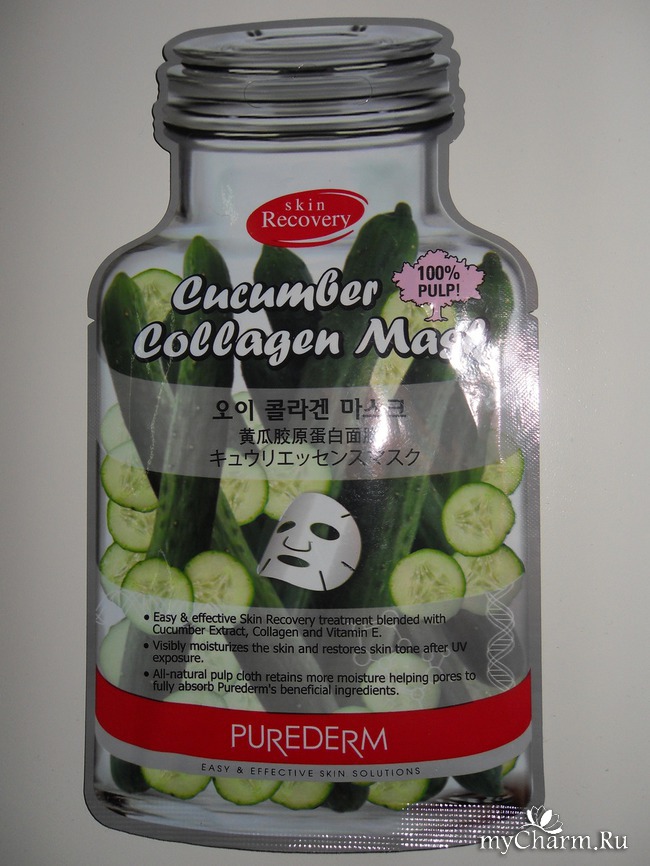 skin
Recovery
Cucumber
100%
PULP!
Collagen Mask
오이 콜라겐 마스크
黄瓜胶原蛋白面膜
キュウリエッセンスマスク
• Easy & effective Skin Recovery treatment blended with
Cucumber Extract, Collagen and Vitamin E.
• Visibly moisturizes the skin and restores skin tone after UV
exposure.
• All-natural pulp cloth retains more moisture helping pores to
fully absorb Purederm's beneficial ingredients.
PUREDERM
EASY & EFFECTIVE SKIN SOLUTIONS
myCharm.Ru